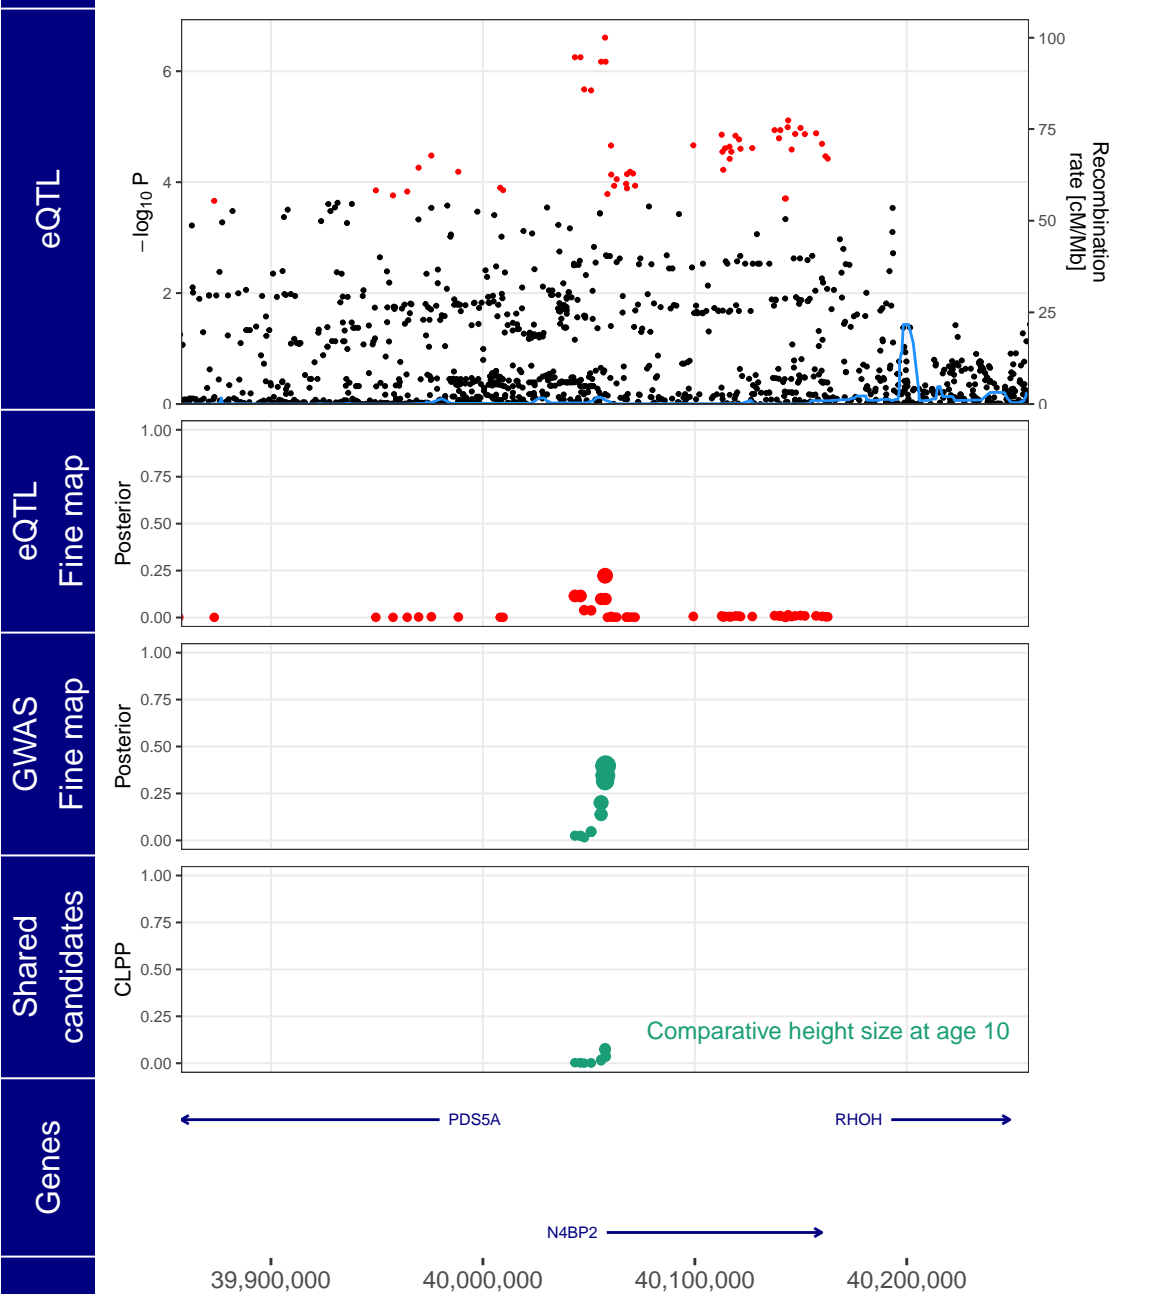 eQTL
−log10 P
6
4
2
0
100
75
50
25
0
Recombination
rate [cM/Mb]
eQTL
Fine map
Posterior
1.00
0.75
0.50
0.25
0.00
GWAS
Fine map
Posterior
1.00
0.75
0.50
0.25
0.00
Shared
candidates
CLPP
1.00
0.75
0.50
0.25
0.00
Comparative height size at age 10
Genes
PDS5A
RHOH
N4BP2
39,900,000
40,000,000
40,100,000
40,200,000